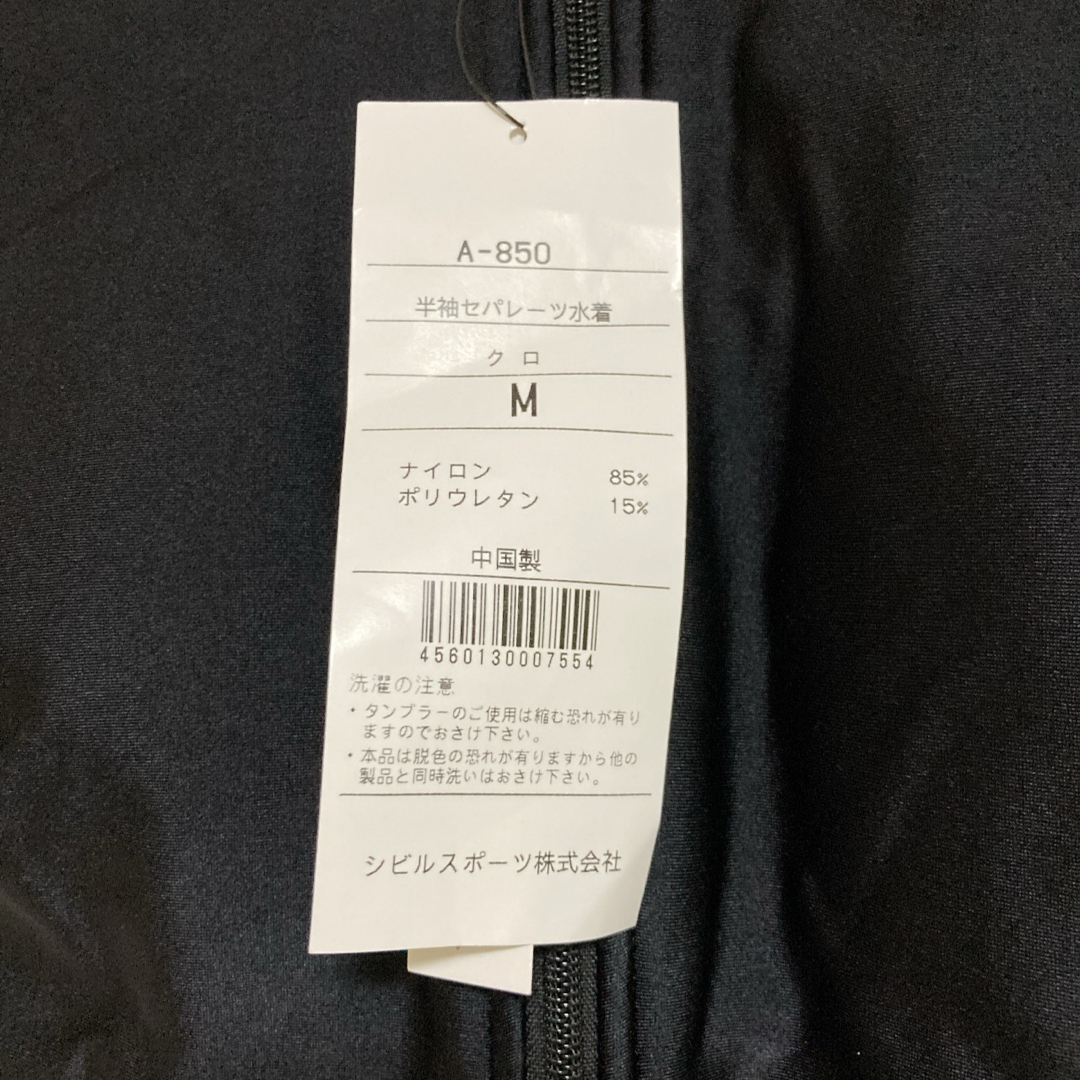 A-850
半袖セパレーツ水着
クロ
M
ナイロン 85%
ポリウレタン 15%
中国製
4560130007554
洗濯の注意
・タンブラーのご使用は縮む恐れが有り
ますのでおさけ下さい。
・本品は脱色の恐れが有りますから他の
製品と同時洗いはおさけ下さい。
シビルスポーツ株式会社